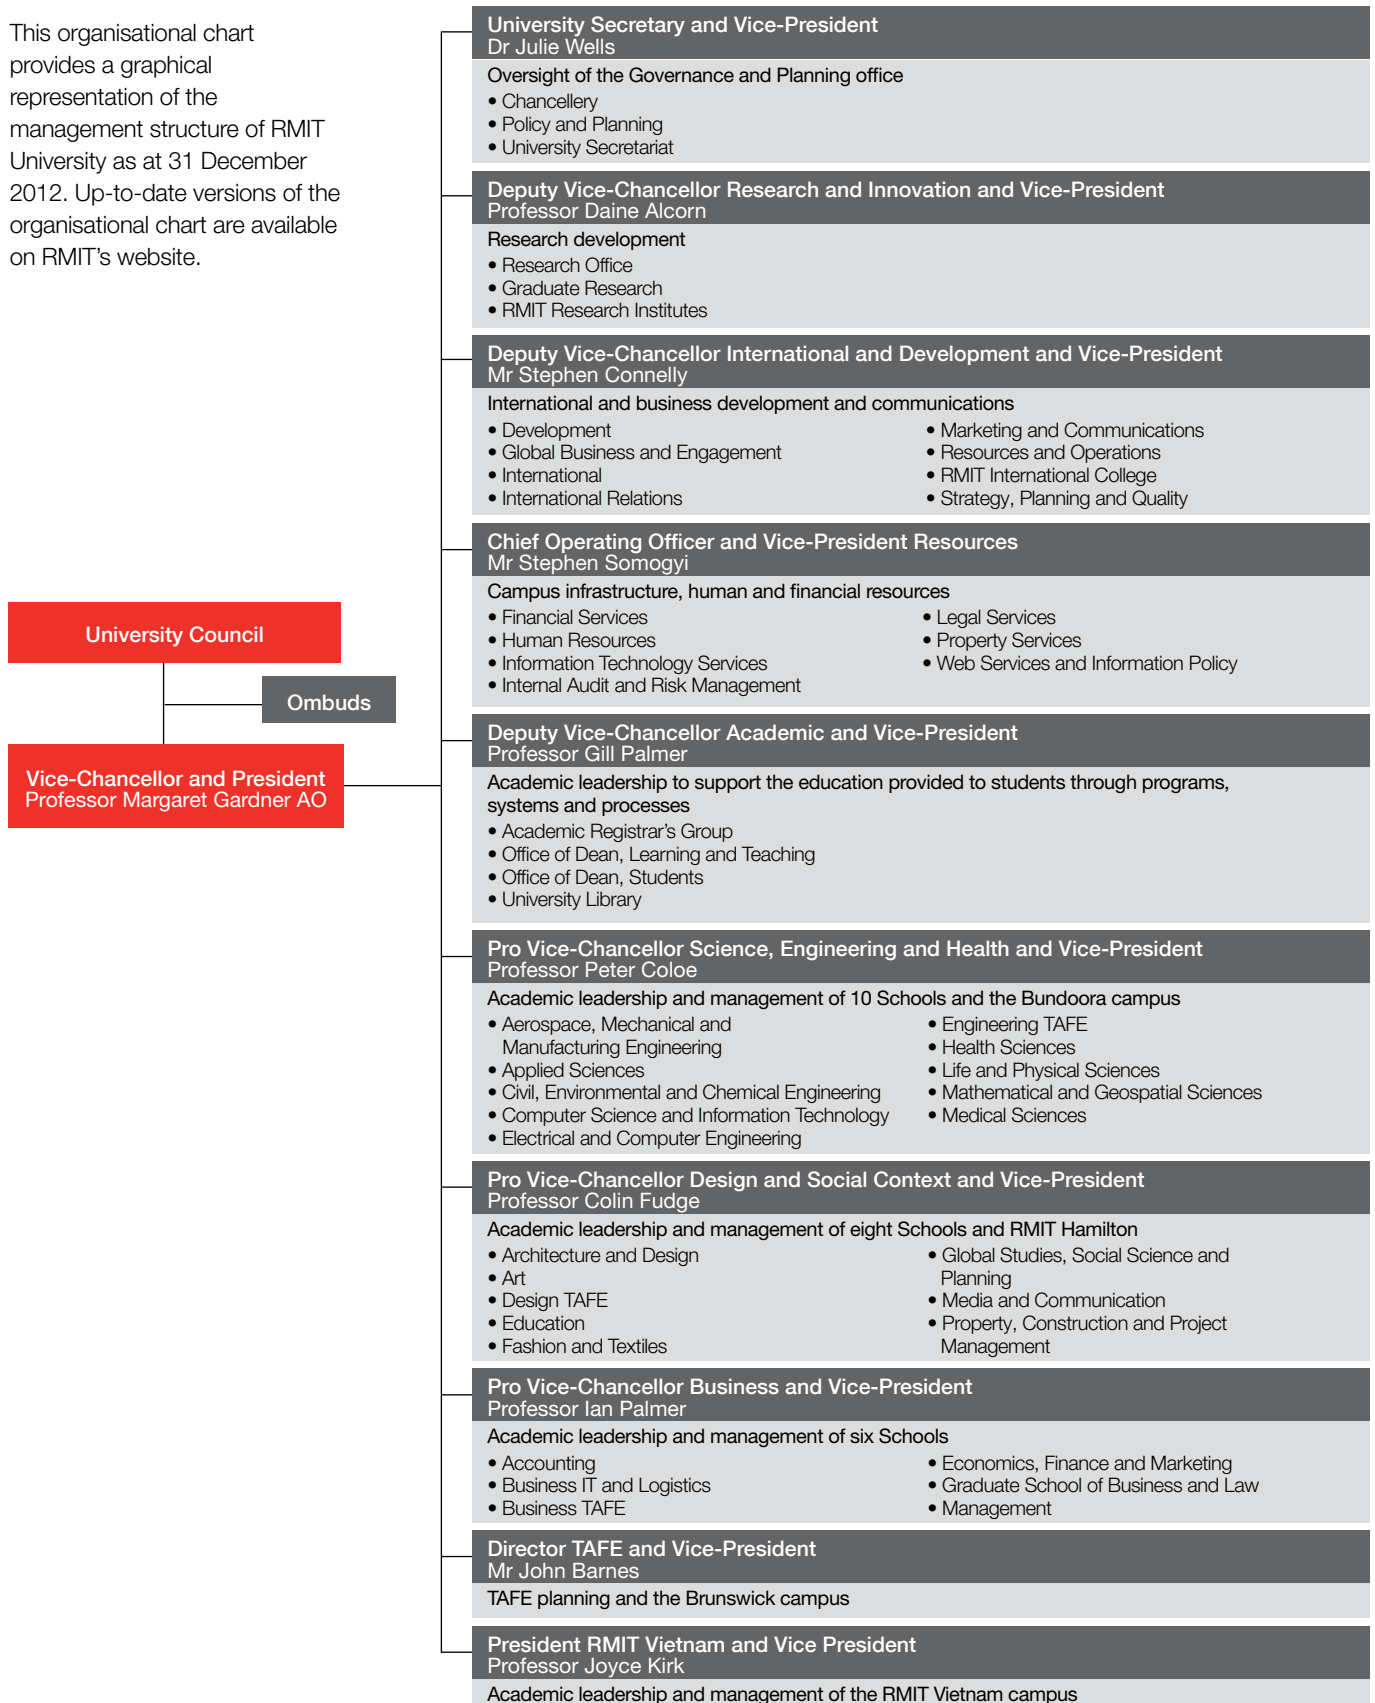 This organisational chart
provides a graphical
representation of the
management structure of RMIT
University as at 31 December
2012. Up-to-date versions of the
organisational chart are available
on RMIT's website.
University Council
Ombuds
Vice-Chancellor and President
Professor Margaret Gardner AO
University Secretary and Vice-President
Dr Julie Wells
Oversight of the Governance and Planning office
• Chancellery
• Policy and Planning
• University Secretariat
Deputy Vice-Chancellor Research and Innovation and Vice-President
Professor Daine Alcorn
Research development
• Research Office
• Graduate Research
• RMIT Research Institutes
Deputy Vice-Chancellor International and Development and Vice-President
Mr Stephen Connelly
International and business development and communications
• Development
• Global Business and Engagement
• International
• International Relations
• Marketing and Communications
• Resources and Operations
• RMIT International College
• Strategy, Planning and Quality
Chief Operating Officer and Vice-President Resources
Mr Stephen Somogyi
Campus infrastructure, human and financial resources
• Financial Services
• Human Resources
• Information Technology Services
• Internal Audit and Risk Management
• Legal Services
• Property Services
• Web Services and Information Policy
Deputy Vice-Chancellor Academic and Vice-President
Professor Gill Palmer
Academic leadership to support the education provided to students through programs,
systems and processes
• Academic Registrar's Group
• Office of Dean, Learning and Teaching
• Office of Dean, Students
• University Library
Pro Vice-Chancellor Science, Engineering and Health and Vice-President
Professor Peter Coloe
Academic leadership and management of 10 Schools and the Bundoora campus
• Aerospace, Mechanical and
Manufacturing Engineering
• Applied Sciences
• Civil, Environmental and Chemical Engineering
• Computer Science and Information Technology
• Electrical and Computer Engineering
• Engineering TAFE
• Health Sciences
• Life and Physical Sciences
• Mathematical and Geospatial Sciences
• Medical Sciences
Pro Vice-Chancellor Design and Social Context and Vice-President
Professor Colin Fudge
Academic leadership and management of eight Schools and RMIT Hamilton
• Architecture and Design
• Art
• Design TAFE
• Education
• Fashion and Textiles
• Global Studies, Social Science and
Planning
• Media and Communication
• Property, Construction and Project
Management
Pro Vice-Chancellor Business and Vice-President
Professor Ian Palmer
Academic leadership and management of six Schools
• Accounting
• Business IT and Logistics
• Business TAFE
• Economics, Finance and Marketing
• Graduate School of Business and Law
• Management
Director TAFE and Vice-President
Mr John Barnes
TAFE planning and the Brunswick campus
President RMIT Vietnam and Vice President
Professor Joyce Kirk
Academic leadership and management of the RMIT Vietnam campus